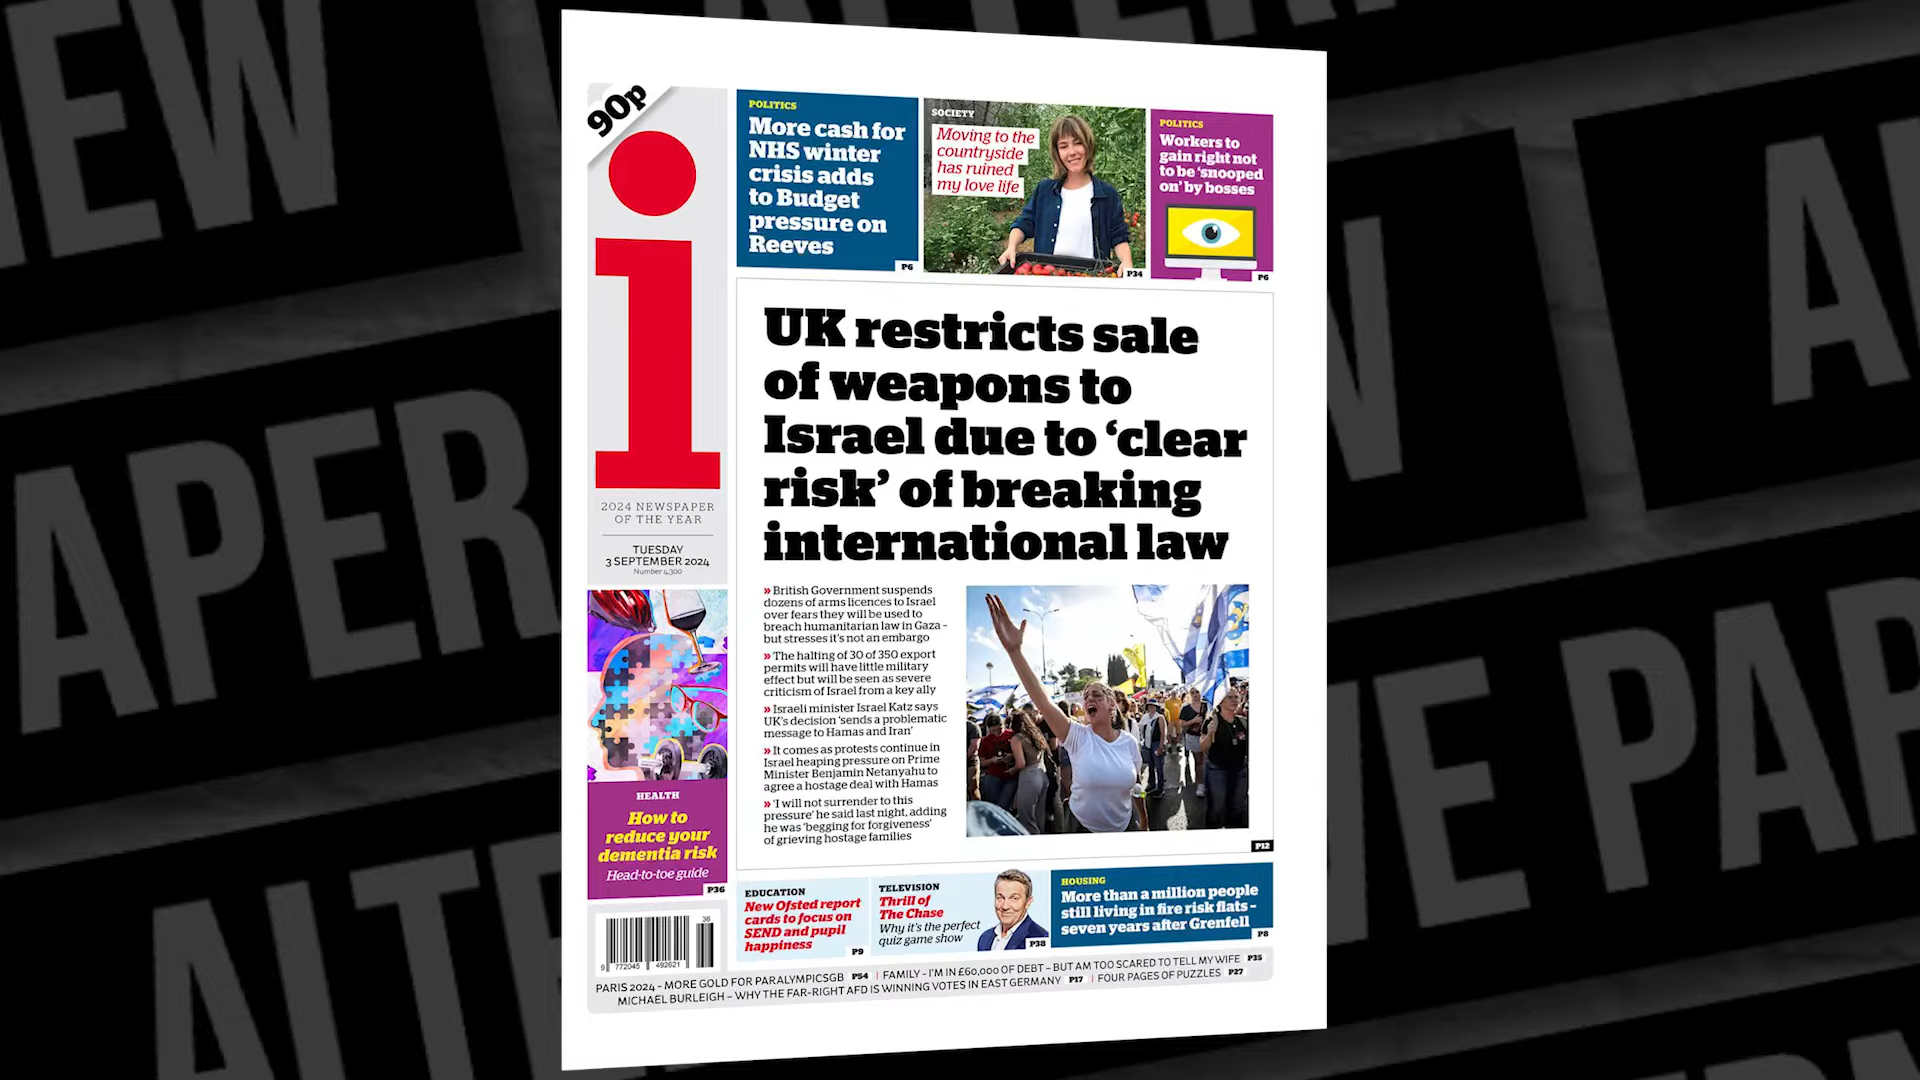 90p
i
2024 NEWSPAPER
OF THE YEAR
TUESDAY
3 SEPTEMBER 2024
Number 4,300
POLITICS
More cash for
NHS winter
crisis adds
to Budget
pressure on
Reeves
P6
SOCIETY
Moving to the
countryside
has ruined
my love life
P34
POLITICS
Workers to
gain right not
to be ‘snooped
on’ by bosses
P6
UK restricts sale
of weapons to
Israel due to ‘clear
risk’ of breaking
international law
» British Government suspends
dozens of arms licences to Israel
over fears they will be used to
breach humanitarian law in Gaza –
but stresses it's not an embargo
» The halting of 30 of 350 export
permits will have little military
effect but will be seen as severe
criticism of Israel from a key ally
» Israeli minister Israel Katz says
UK's decision ‘sends a problematic
message to Hamas and Iran’
» It comes as protests continue in
Israel heaping pressure on Prime
Minister Benjamin Netanyahu to
agree a hostage deal with Hamas
» ‘I will not surrender to this
pressure’ he said last night, adding
he was ‘begging for forgiveness’
of grieving hostage families
P12
HEALTH
How to
reduce your
dementia risk
Head-to-toe guide
P36
36
9 772045 492621
EDUCATION
New Ofsted report
cards to focus on
SEND and pupil
happiness
P9
TELEVISION
Thrill of
The Chase
Why it's the perfect
quiz game show
P38
HOUSING
More than a million people
still living in fire risk flats –
seven years after Grenfell
P8
PARIS 2024 - MORE GOLD FOR PARALYMPICSGB P54 | FAMILY - I'M IN £60,000 OF DEBT – BUT AM TOO SCARED TO TELL MY WIFE P35
MICHAEL BURLEIGH – WHY THE FAR-RIGHT AFD IS WINNING VOTES IN EAST GERMANY P17 | FOUR PAGES OF PUZZLES P27